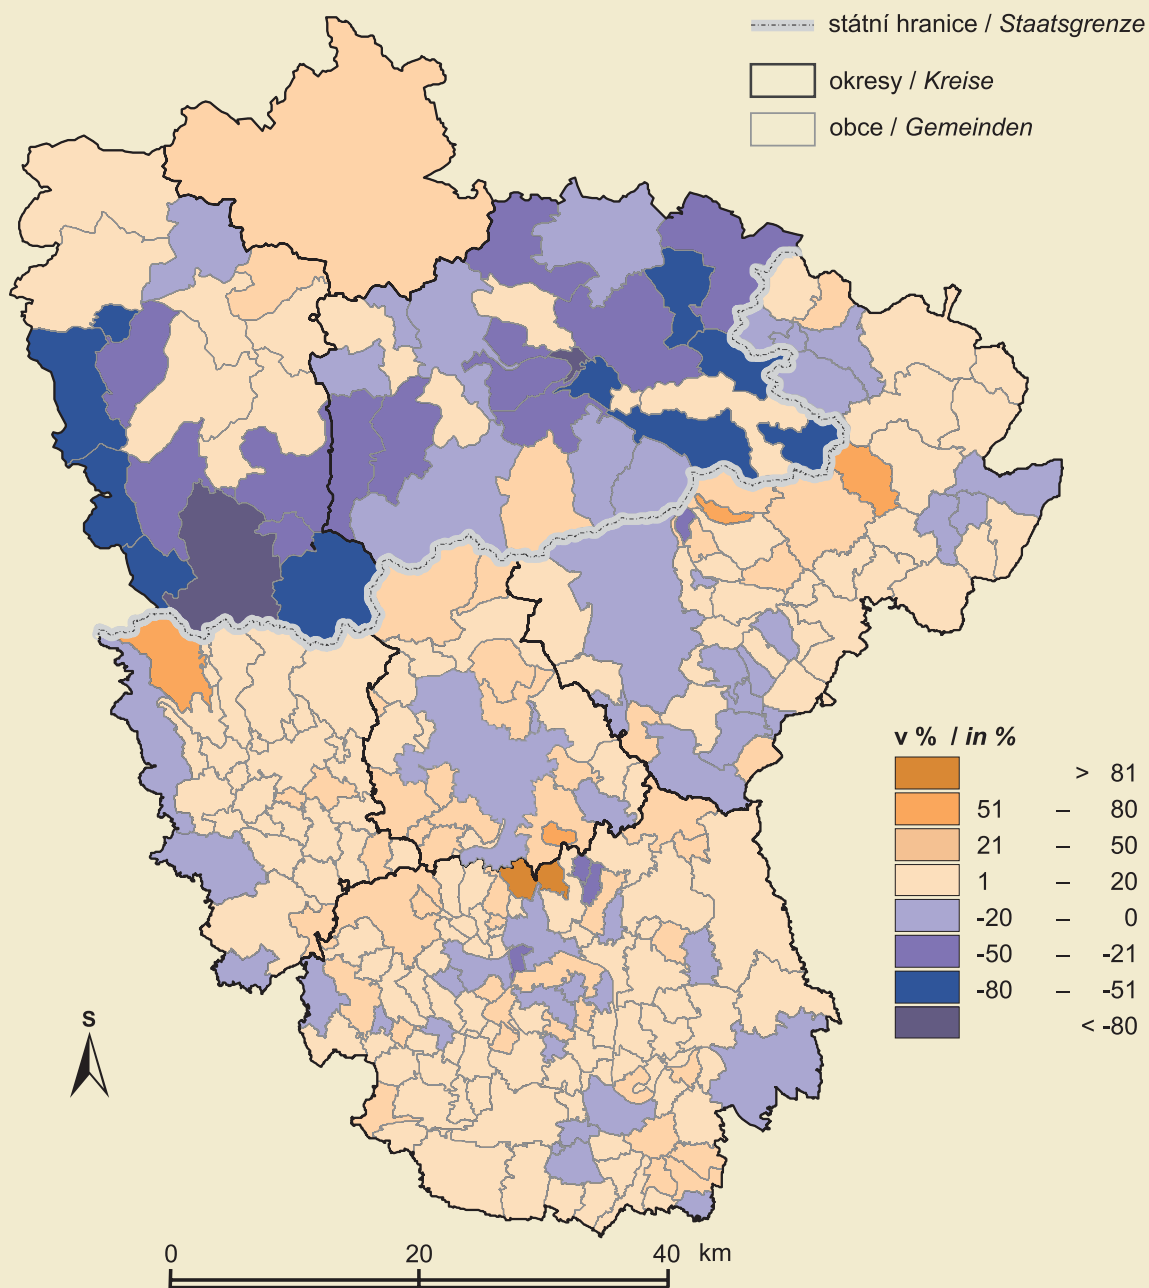 státní hranice / Staatsgrenze
okresy / Kreise
obce / Gemeinden
v % / in %
> 81
51 – 80
21 – 50
1 – 20
-20 – 0
-50 – -21
-80 – -51
< -80
S
0 20 40 km